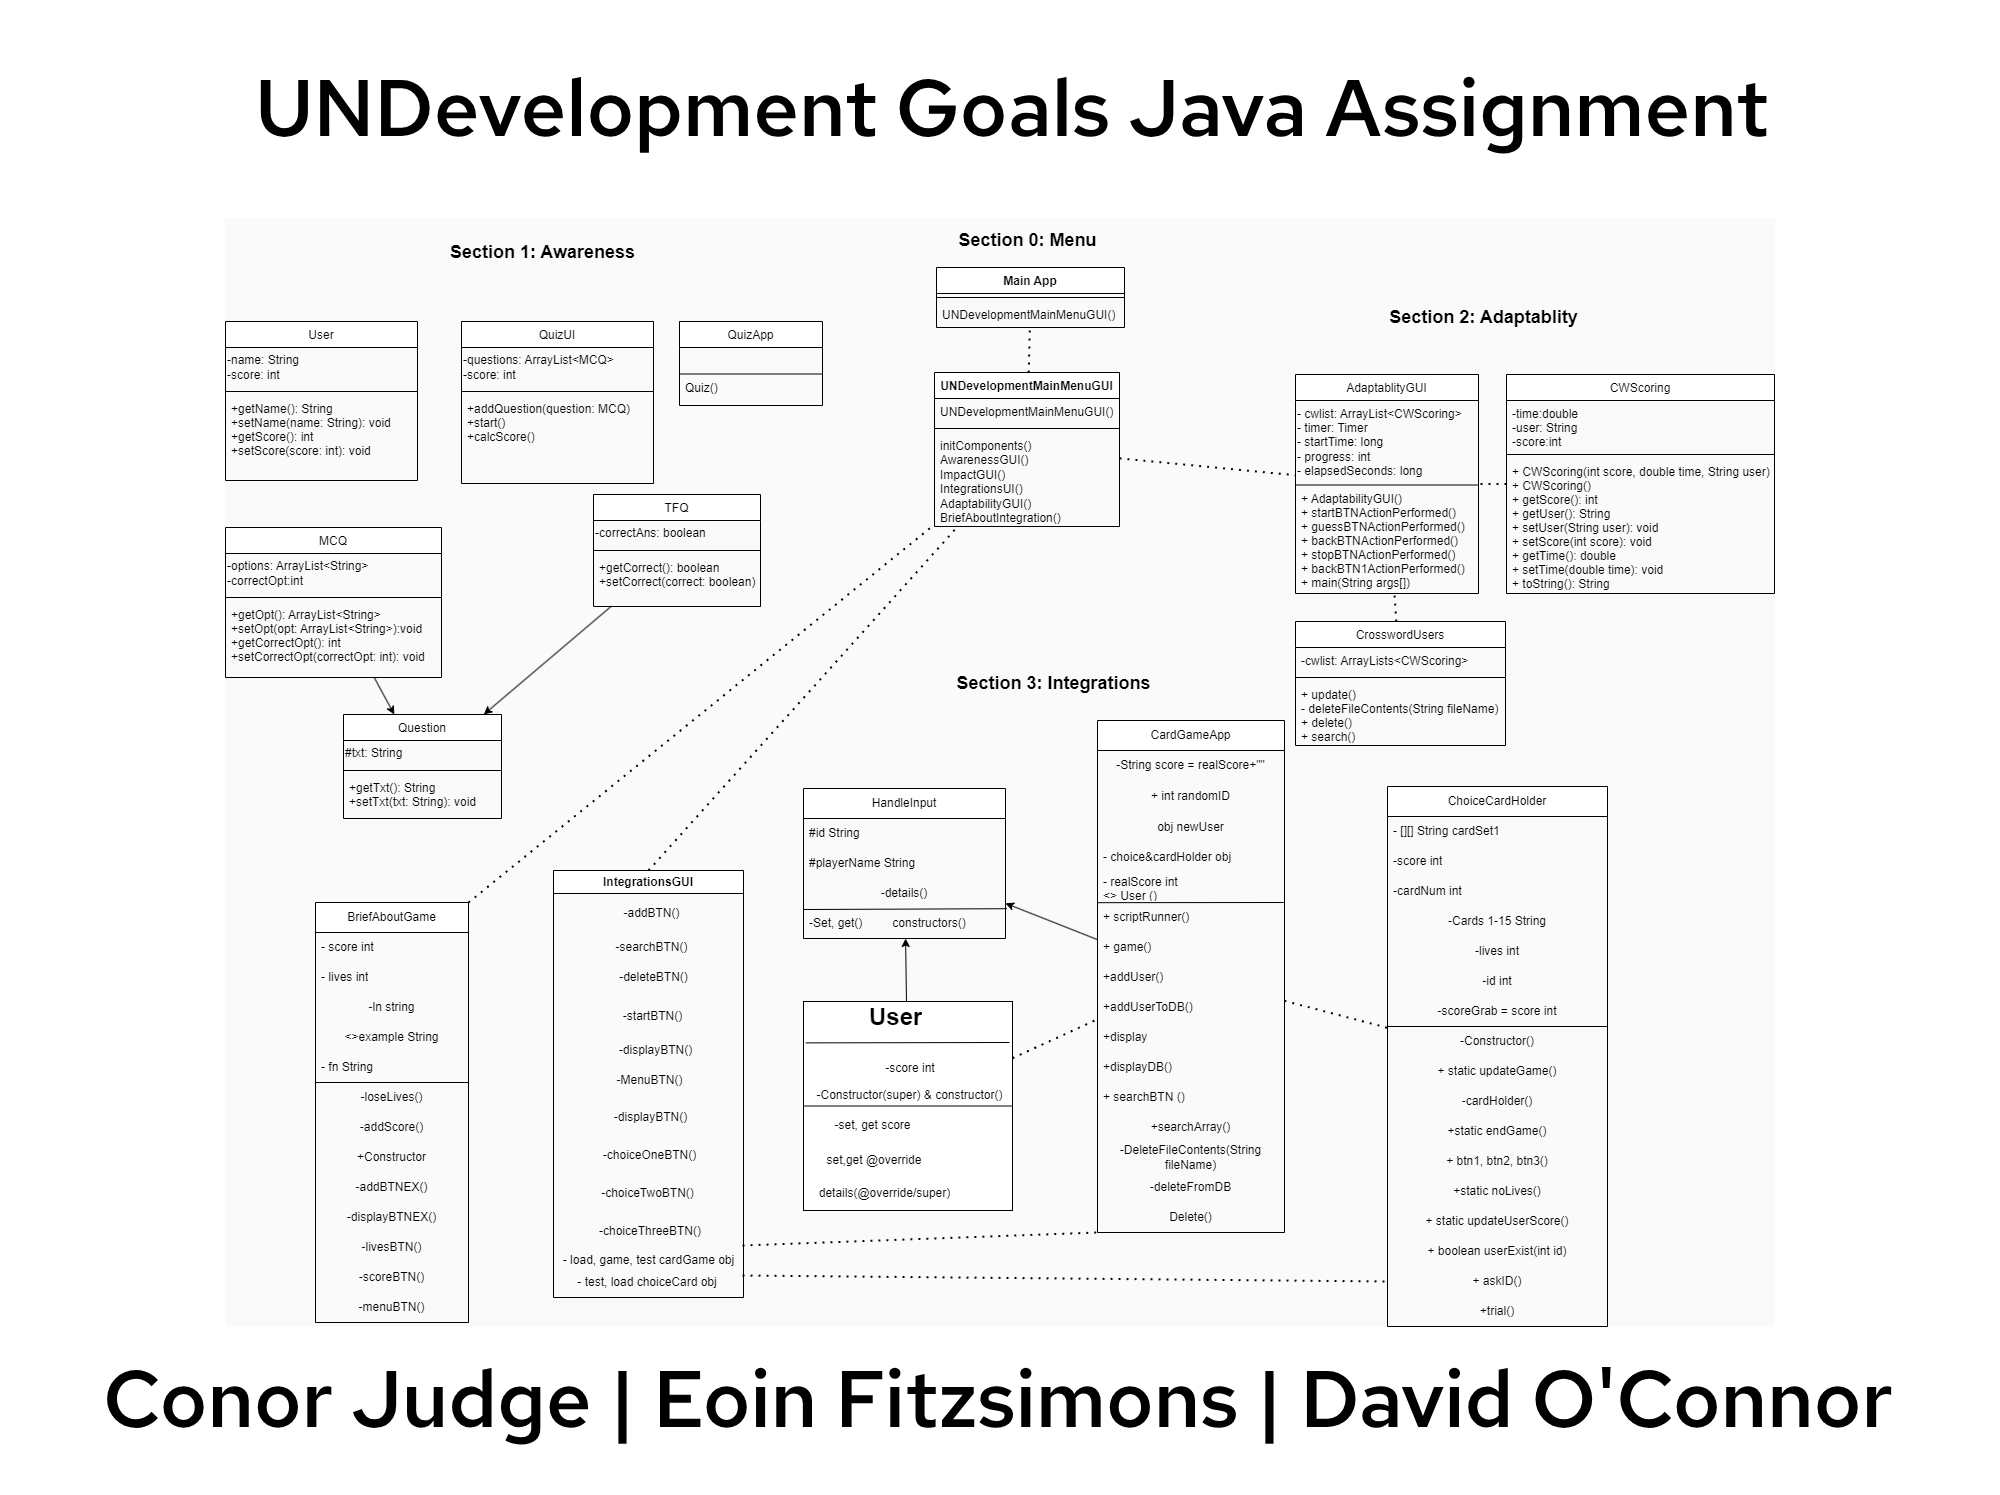 UNDevelopment Goals Java Assignment
Section 1: Awareness
User
-name: String
-score: int
+getName(): String
+setName(name: String): void
+getScore(): int
+setScore(score: int): void
QuizUI
-questions: ArrayList<MCQ>
-score: int
+addQuestion(question: MCQ)
+start()
+calcScore()
QuizApp
Quiz()
TFQ
-correctAns: boolean
+getCorrect(): boolean
+setCorrect(correct: boolean)
MCQ
-options: ArrayList<String>
-correctOpt:int
+getOpt(): ArrayList<String>
+setOpt(opt: ArrayList<String>):void
+getCorrectOpt(): int
+setCorrectOpt(correctOpt: int): void
Question
#txt: String
+getTxt(): String
+setTxt(txt: String): void
Section 0: Menu
Main App
UNDevelopmentMainMenuGUI()
UNDevelopmentMainMenuGUI
UNDevelopmentMainMenuGUI()
initComponents()
AwarenessGUI()
ImpactGUI()
IntegrationsUI()
AdaptabilityGUI()
BriefAboutIntegration()
Section 2: Adaptablity
AdaptablityGUI
- cwlist: ArrayList<CWScoring>
- timer: Timer
- startTime: long
- progress: int
- elapsedSeconds: long
+ AdaptabilityGUI()
+ startBTNActionPerformed()
+ guessBTNActionPerformed()
+ backBTNActionPerformed()
+ stopBTNActionPerformed()
+ backBTN1ActionPerformed()
+ main(String args[])
CWScoring
-time:double
-user: String
-score:int
+ CWScoring(int score, double time, String user)
+ CWScoring()
+ getScore(): int
+ getUser(): String
+ setUser(String user): void
+ setScore(int score): void
+ getTime(): double
+ setTime(double time): void
+ toString(): String
CrosswordUsers
-cwlist: ArrayLists<CWScoring>
+ update()
- deleteFileContents(String fileName)
+ delete()
+ search()
Section 3: Integrations
BriefAboutGame
- score int
- lives int
-ln string
<>example String
- fn String
-loseLives()
-addScore()
+Constructor
-addBTNEX()
-displayBTNEX()
-livesBTN()
-scoreBTN()
-menuBTN()
IntegrationsGUI
-addBTN()
-searchBTN()
-deleteBTN()
-startBTN()
-displayBTN()
-MenuBTN()
-displayBTN()
-choiceOneBTN()
-choiceTwoBTN()
-choiceThreeBTN()
- load, game, test cardGame obj
- test, load choiceCard obj
HandleInput
#id String
#playerName String
-details()
-Set, get() constructors()
User
-score int
-Constructor(super) & constructor()
-set, get score
set,get @override
details(@override/super)
CardGameApp
-String score = realScore+""
+ int randomID
obj newUser
- choice&cardHolder obj
- realScore int
<> User ()
+ scriptRunner()
+ game()
+addUser()
+addUserToDB()
+display
+displayDB()
+ searchBTN ()
+searchArray()
-DeleteFileContents(String
fileName)
-deleteFromDB
Delete()
ChoiceCardHolder
- [][] String cardSet1
-score int
-cardNum int
-Cards 1-15 String
-lives int
-id int
-scoreGrab = score int
-Constructor()
+ static updateGame()
-cardHolder()
+static endGame()
+ btn1, btn2, btn3()
+static noLives()
+ static updateUserScore()
+ boolean userExist(int id)
+ askID()
+trial()
Conor Judge | Eoin Fitzsimons | David O'Connor